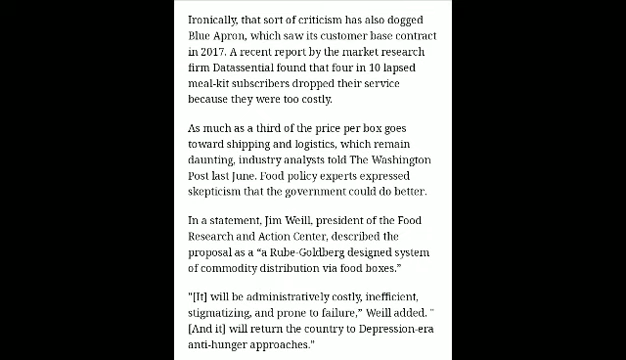 Ironically, that sort of criticism has also dogged
Blue Apron, which saw its customer base contract
in 2017. A recent report by the market research
firm Datassential found that four in 10 lapsed
meal-kit subscribers dropped their service
because they were too costly.
As much as a third of the price per box goes
toward shipping and logistics, which remain
daunting, industry analysts told The Washington
Post last June. Food policy experts expressed
skepticism that the government could do better.
In a statement, Jim Weill, president of the Food
Research and Action Center, described the
proposal as a “a Rube-Goldberg designed system
of commodity distribution via food boxes.”
"[It] will be administratively costly, inefficient,
stigmatizing, and prone to failure,” Weill added. "
[And it] will return the country to Depression-era
anti-hunger approaches."